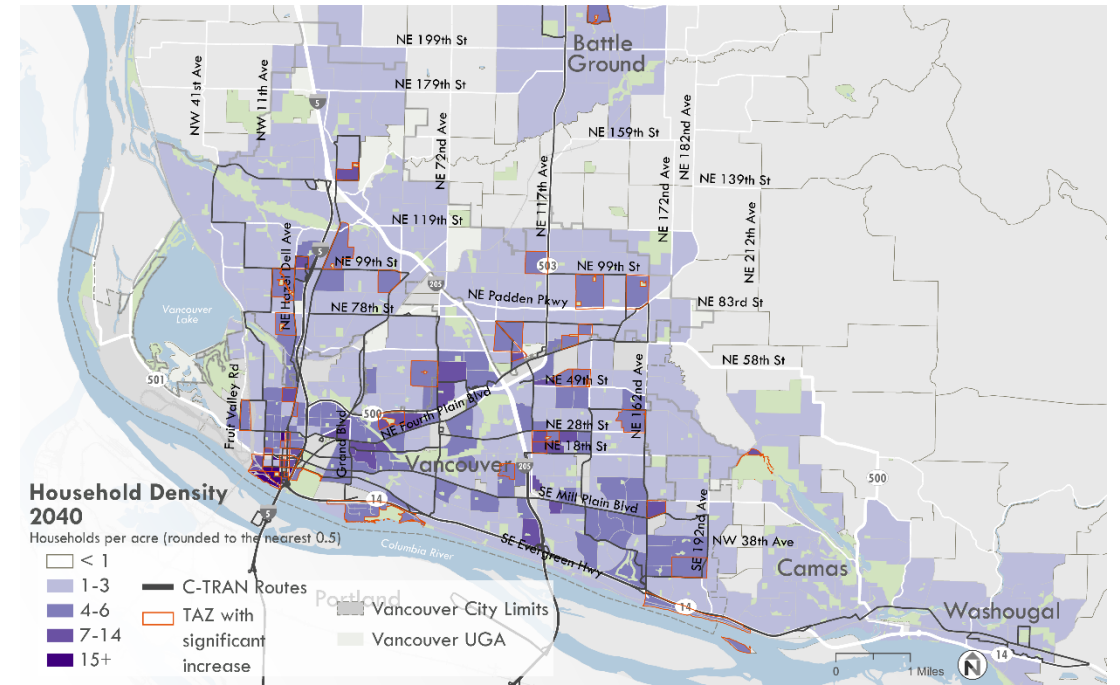 Battle
Ground
NE 199th St
NE 179th St
NW 41st Ave
NW 11th Ave
5
NE 72nd Ave
NE 159th St
NE 182nd Ave
NE 117th Ave
NE 139th St
NE 172nd Ave
NE 119th St
NE 212th Ave
NE Hazel Dell Ave
5
NE 99th St
503
NE 99th St
205
NE Padden Pkwy
NE 83rd St
NE 78th St
Vancouver
Lake
NE 58th St
501
NE 49th St
NE 162nd Ave
Fruit Valley Rd
500
NE Fourth Plain Blvd
Grand Blvd
NE 28th St
NE 18th St
Vancouver
205
500
14
SE Mill Plain Blvd
SE 192nd Ave
NW 38th Ave
5
Columbia River
SE Evergreen Hwy
Camas
14
Washougal
14
Portland
Household Density
2040
Households per acre (rounded to the nearest 0.5)
< 1
1-3
4-6
7-14
15+
C-TRAN Routes
TAZ with
significant
increase
Vancouver City Limits
Vancouver UGA
0
1 Miles
N